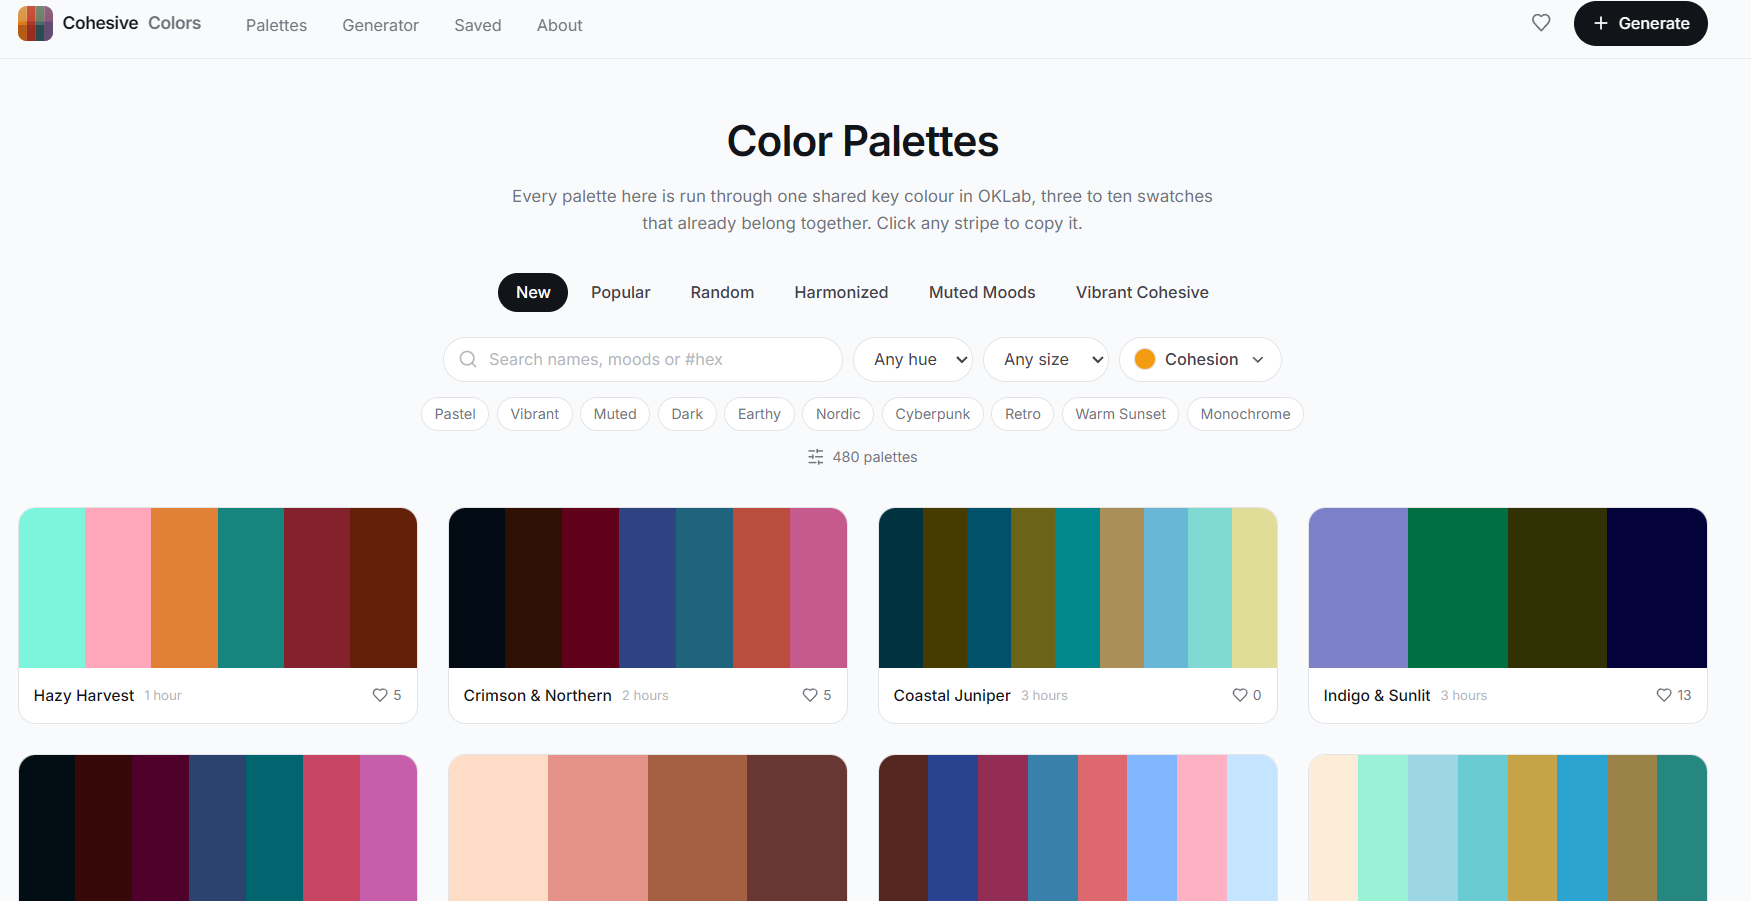 Cohesive Colors
Palettes
Generator
Saved
About
Generate
Color Palettes
Every palette here is run through one shared key colour in OKLab, three to ten swatches
that already belong together. Click any stripe to copy it.
New
Popular
Random
Harmonized
Muted Moods
Vibrant Cohesive
Search names, moods or #hex
Any hue
Any size
Cohesion
Pastel
Vibrant
Muted
Dark
Earthy
Nordic
Cyberpunk
Retro
Warm Sunset
Monochrome
480 palettes
Hazy Harvest 1 hour 5
Crimson & Northern 2 hours 5
Coastal Juniper 3 hours 0
Indigo & Sunlit 3 hours 13